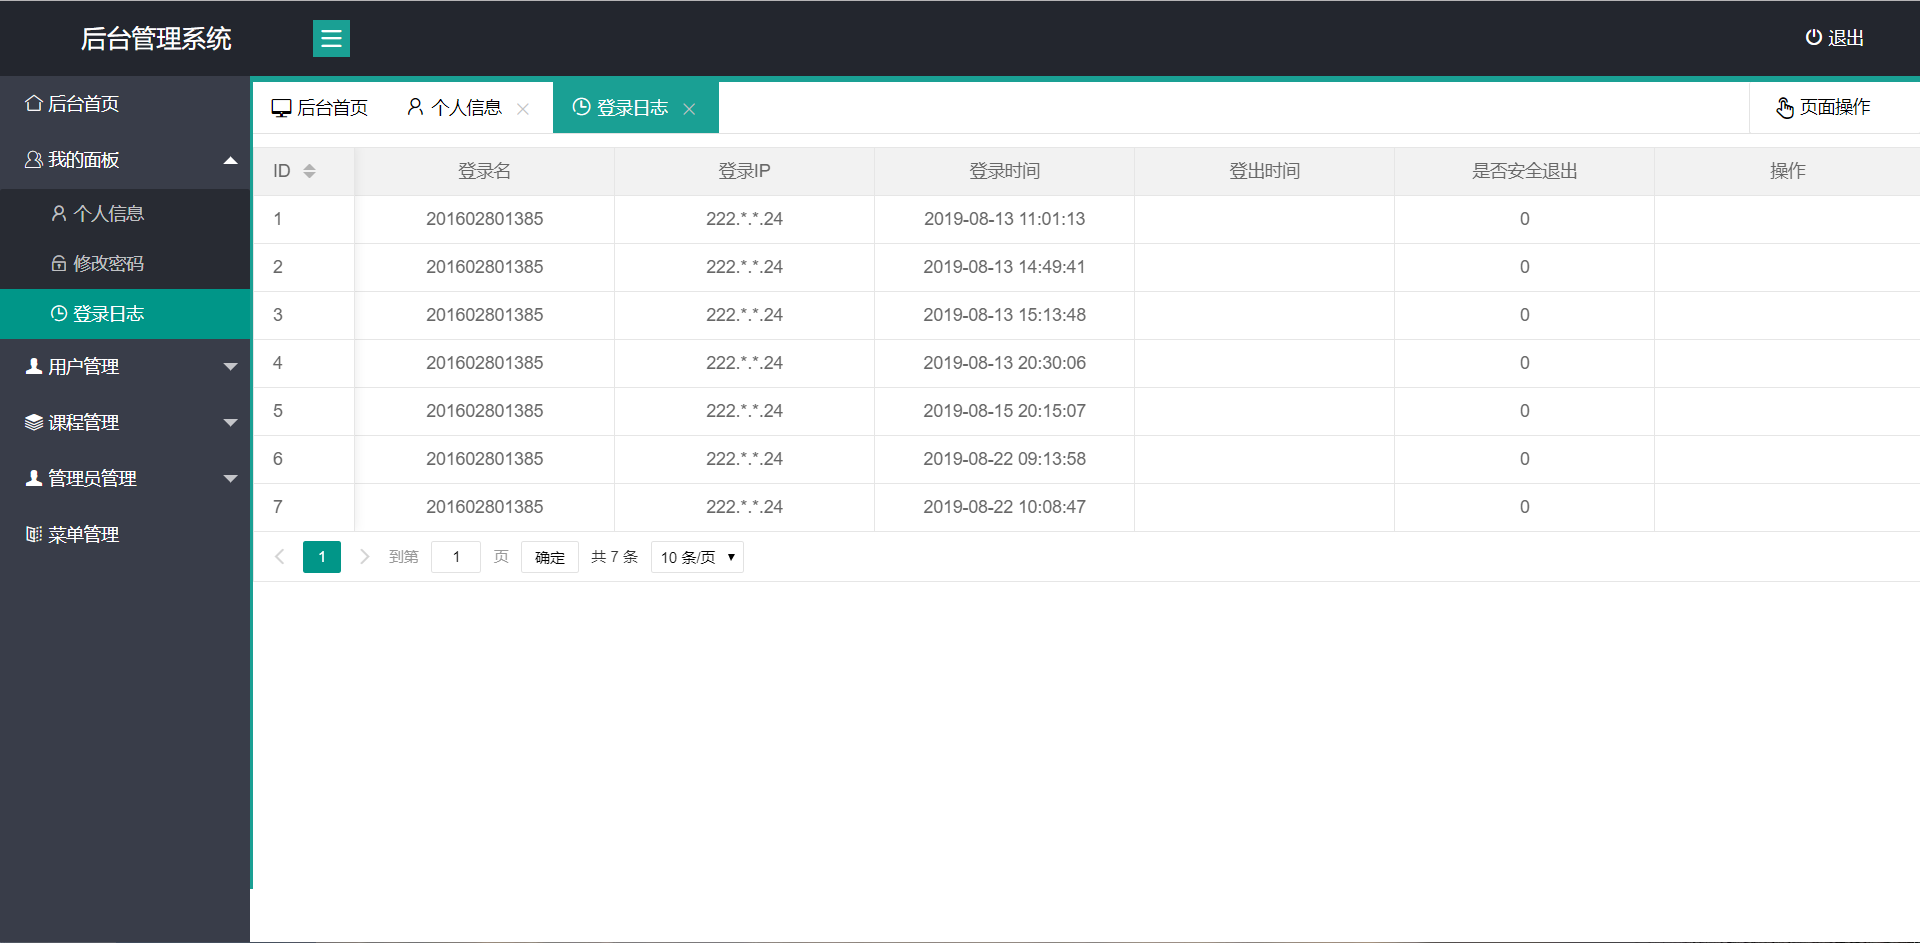 后台管理系统
退出
后台首页
我的面板
个人信息
修改密码
登录日志
用户管理
课程管理
管理员管理
菜单管理
后台首页 个人信息 登录日志 页面操作
ID 登录名 登录IP 登录时间 登出时间 是否安全退出 操作
1 201602801385 222.*.*.24 2019-08-13 11:01:13 0
2 201602801385 222.*.*.24 2019-08-13 14:49:41 0
3 201602801385 222.*.*.24 2019-08-13 15:13:48 0
4 201602801385 222.*.*.24 2019-08-13 20:30:06 0
5 201602801385 222.*.*.24 2019-08-15 20:15:07 0
6 201602801385 222.*.*.24 2019-08-22 09:13:58 0
7 201602801385 222.*.*.24 2019-08-22 10:08:47 0
1 到第 1 页 确定 共 7 条 10 条/页